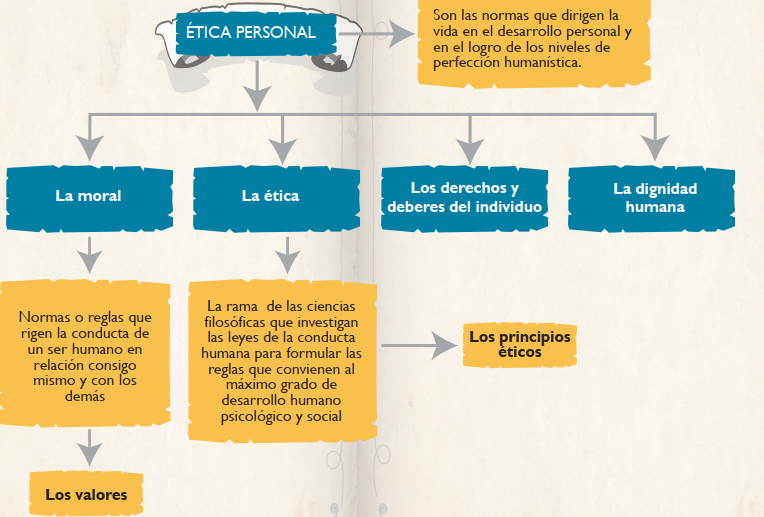 ÉTICA PERSONAL
Son las normas que dirigen la
vida en el desarrollo personal y
en el logro de los niveles de
perfección humanística.
La moral
La ética
Los derechos y
deberes del individuo
La dignidad
humana
Normas o reglas que
rigen la conducta de
un ser humano en
relación consigo
mismo y con los
demás
La rama de las ciencias
filosóficas que investigan
las leyes de la conducta
humana para formular las
reglas que convienen al
máximo grado de
desarrollo humano
psicológico y social
Los principios
éticos
Los valores